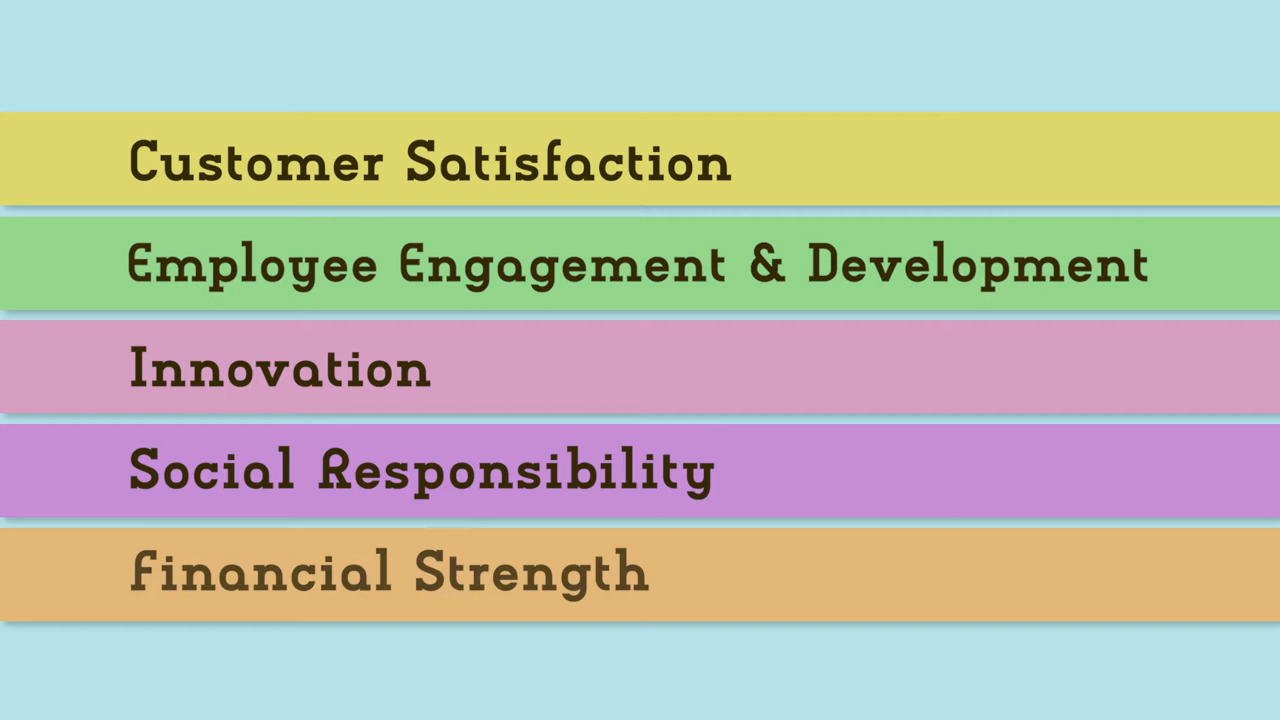 Customer Satisfaction
Employee Engagement & Development
Innovation
Social Responsibility
Financial Strength